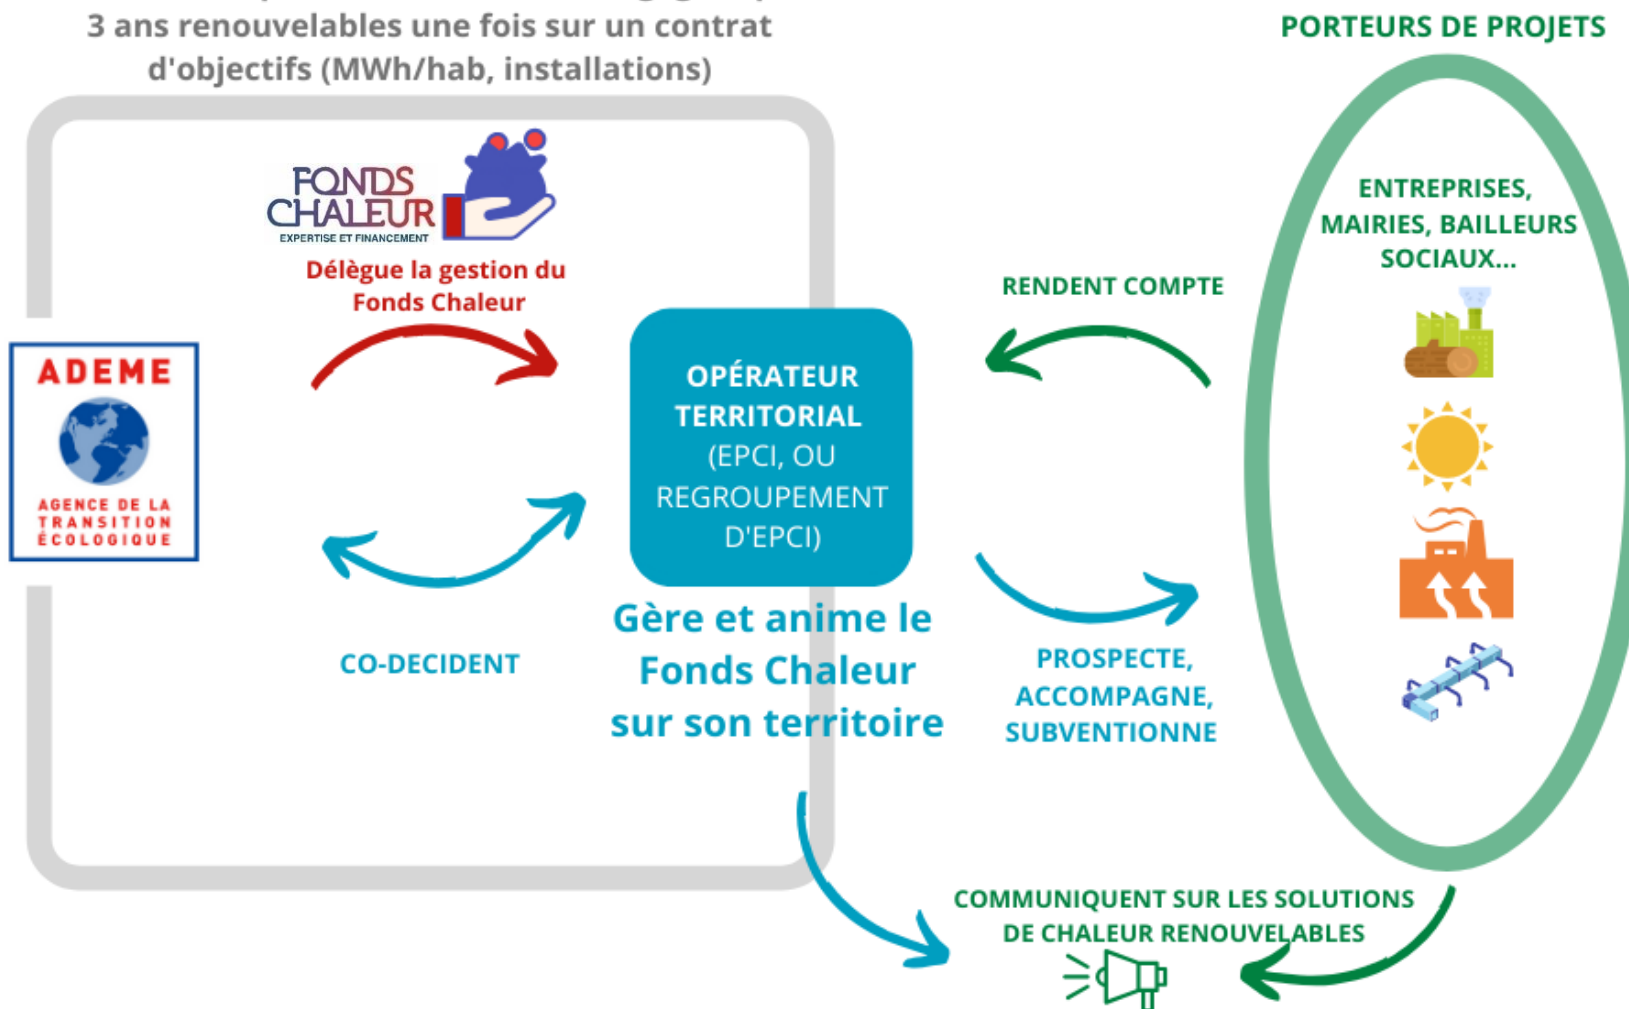 3 ans renouvelables une fois sur un contrat
d'objectifs (MWh/hab, installations)
PORTEURS DE PROJETS
FONDS
CHALEUR
EXPERTISE ET FINANCEMENT
Délègue la gestion du
Fonds Chaleur
ADEME
AGENCE DE LA
TRANSITION
ÉCOLOGIQUE
CO-DECIDENT
OPÉRATEUR
TERRITORIAL
(EPCI, OU
REGROUPEMENT
D'EPCI)
Gère et anime le
Fonds Chaleur
sur son territoire
RENDENT COMPTE
PROSPECTE,
ACCOMPAGNE,
SUBVENTIONNE
ENTREPRISES,
MAIRIES, BAILLEURS
SOCIAUX...
COMMUNIQUENT SUR LES SOLUTIONS
DE CHALEUR RENOUVELABLES